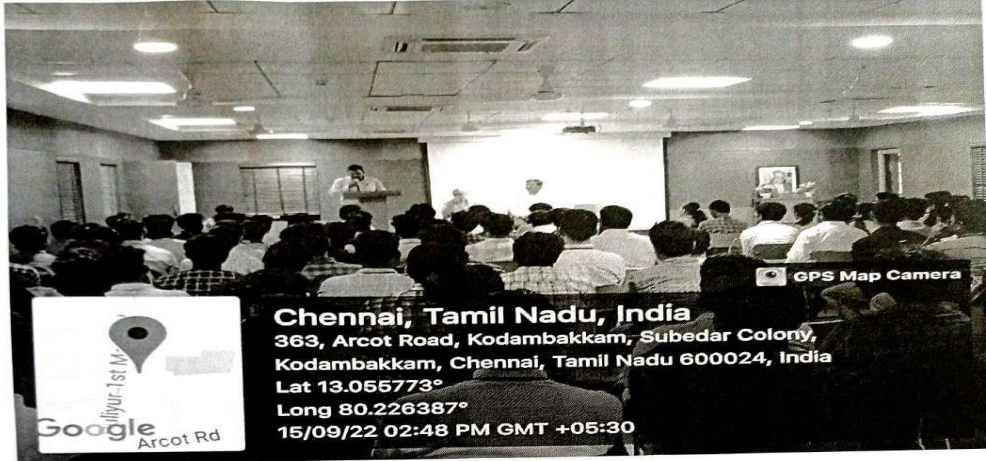 GPS Map Camera
Chennai, Tamil Nadu, India
363, Arcot Road, Kodambakkam, Subedar Colony,
Kodambakkam, Chennai, Tamil Nadu 600024, India
Lat 13.055773°
Long 80.226387°
15/09/22 02:48 PM GMT +05:30
Google
Arcot Rd